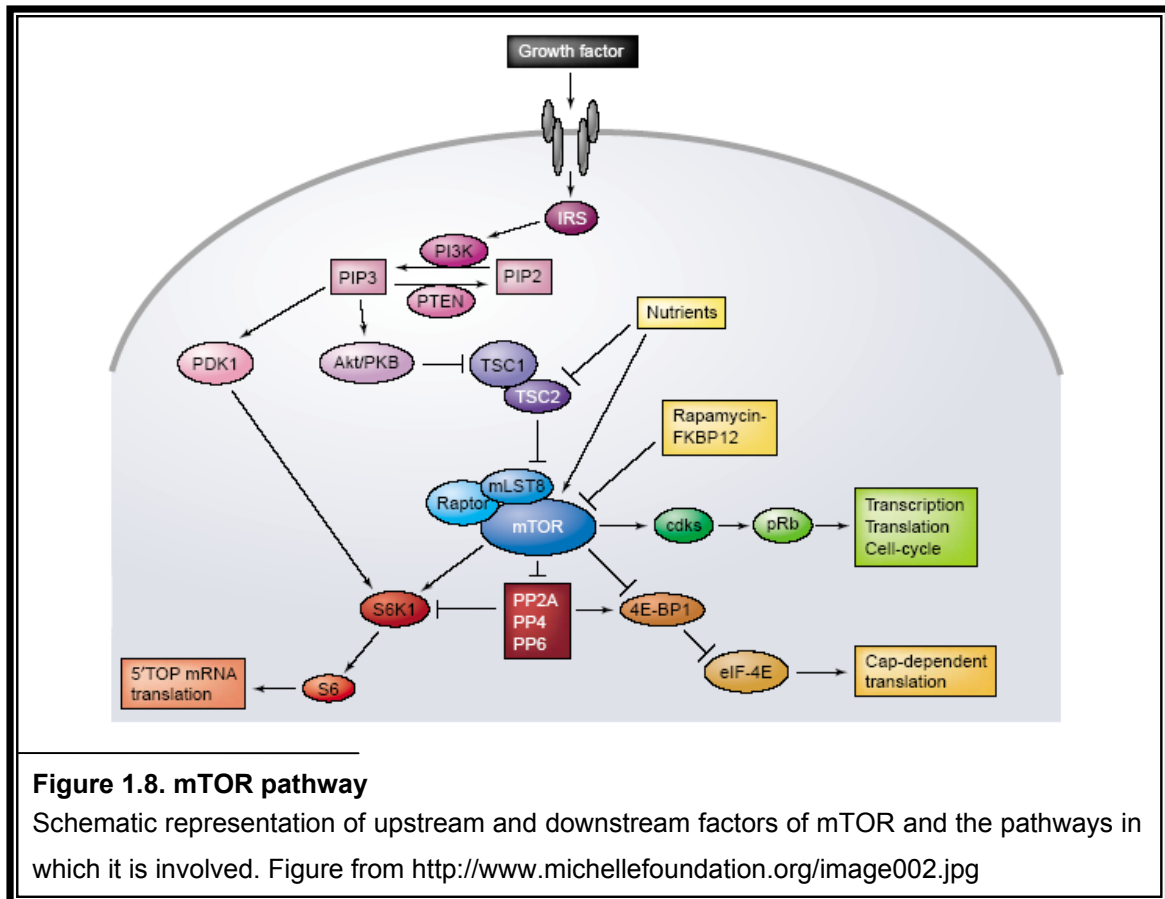 Growth factor
IRS
PI3K
PIP3
PIP2
PTEN
Nutrients
PDK1
Akt/PKB
TSC1
TSC2
Rapamycin-
FKBP12
mLST8
Raptor
mTOR
cdks
pRb
Transcription
Translation
Cell-cycle
S6K1
PP2A
PP4
PP6
4E-BP1
5'TOP mRNA
translation
S6
eIF-4E
Cap-dependent
translation
Figure 1.8. mTOR pathway
Schematic representation of upstream and downstream factors of mTOR and the pathways in
which it is involved. Figure from http://www.michellefoundation.org/image002.jpg